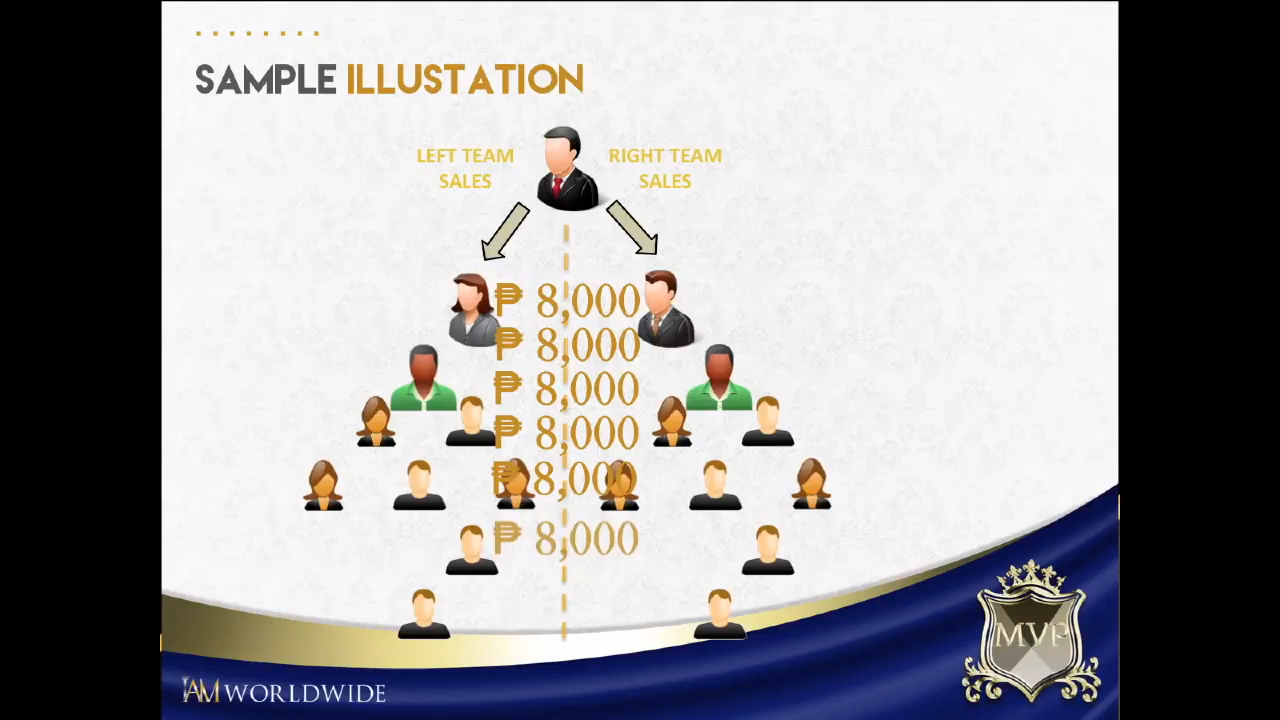 SAMPLE ILLUSTATION
LEFT TEAM
SALES
RIGHT TEAM
SALES
₱ 8,000
₱ 8,000
₱ 8,000
₱ 8,000
₱ 8,000
₱ 8,000
MVP
IAM WORLDWIDE